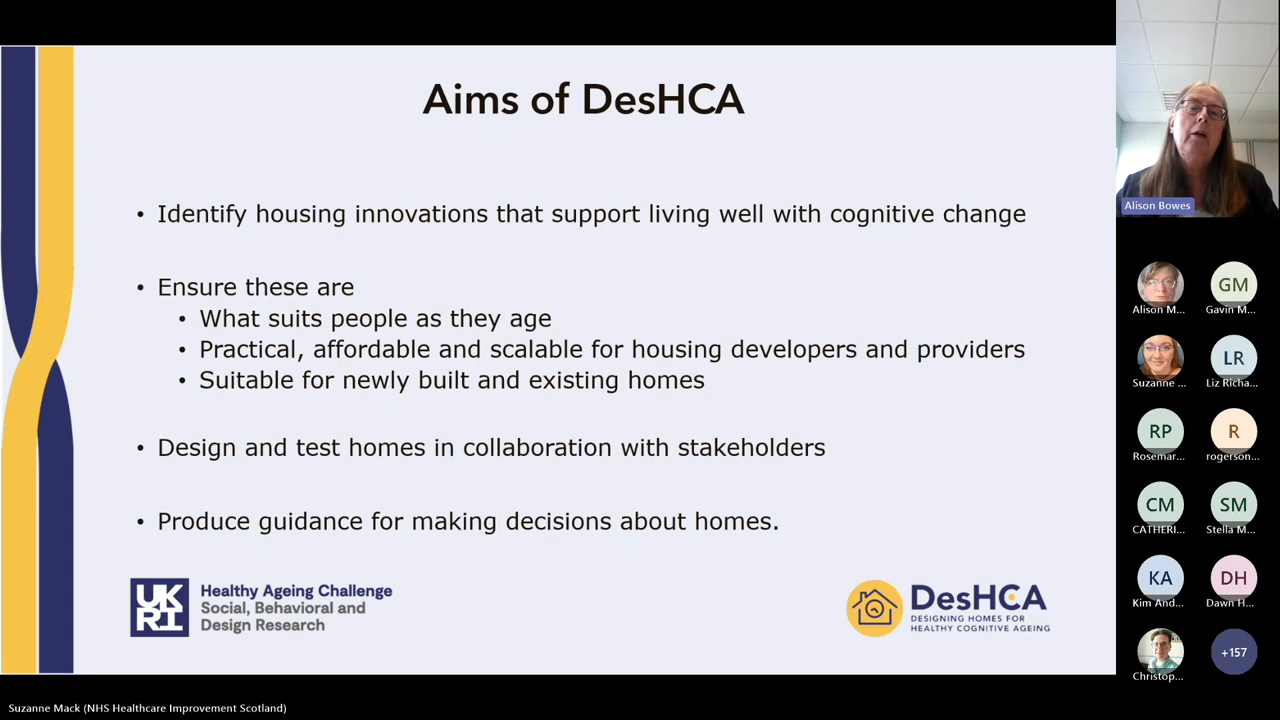 Aims of DesHCA
• Identify housing innovations that support living well with cognitive change
• Ensure these are
• What suits people as they age
• Practical, affordable and scalable for housing developers and providers
• Suitable for newly built and existing homes
• Design and test homes in collaboration with stakeholders
• Produce guidance for making decisions about homes.
UK
RI
Healthy Ageing Challenge
Social, Behavioral and
Design Research
DesHCA
DESIGNING HOMES FOR
HEALTHY COGNITIVE AGEING
Alison Bowes
Alison M...
GM
Gavin M...
Suzanne ...
LR
Liz Richa...
RP
Rosemar...
R
rogerson...
CM
CATHERI...
SM
Stella M...
KA
Kim And...
DH
Dawn H...
Christop...
+157
Suzanne Mack (NHS Healthcare Improvement Scotland)